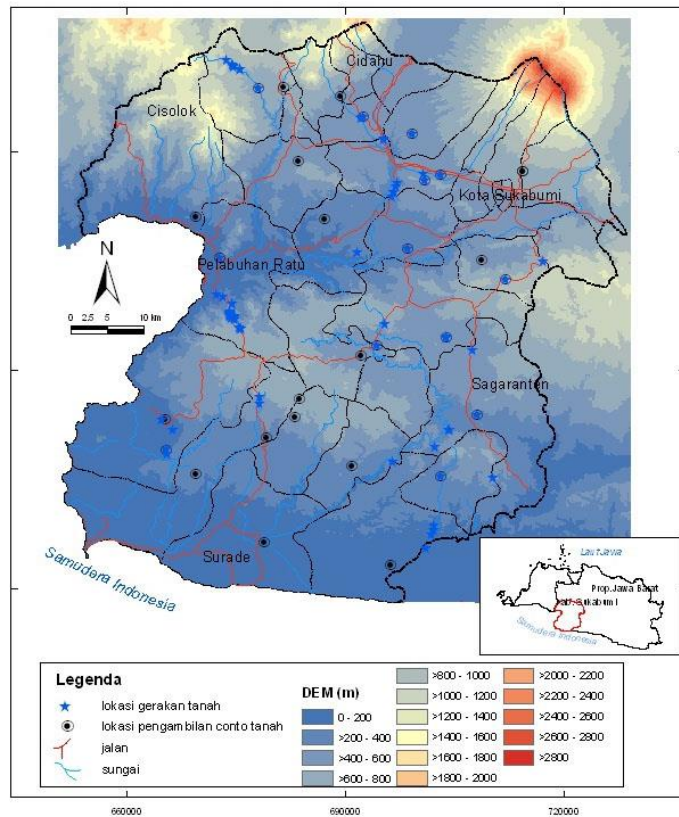 Cidahu
Cisolok
Kota Sukabumi
N
Pelabuhan Ratu
0 2.5 5 10 km
Sagaranten
Surade
Samudera Indonesia
Laut Jawa
Prop.Jawa Barat
Kab. Sukabumi
Samudera Indonesia
Legenda
lokasi gerakan tanah
lokasi pengambilan conto tanah
jalan
sungai
DEM (m)
0 - 200
>200 - 400
>400 - 600
>600 - 800
>800 - 1000
>1000 - 1200
>1200 - 1400
>1400 - 1600
>1600 - 1800
>1800 - 2000
>2000 - 2200
>2200 - 2400
>2400 - 2600
>2600 - 2800
>2800
660000
690000
720000